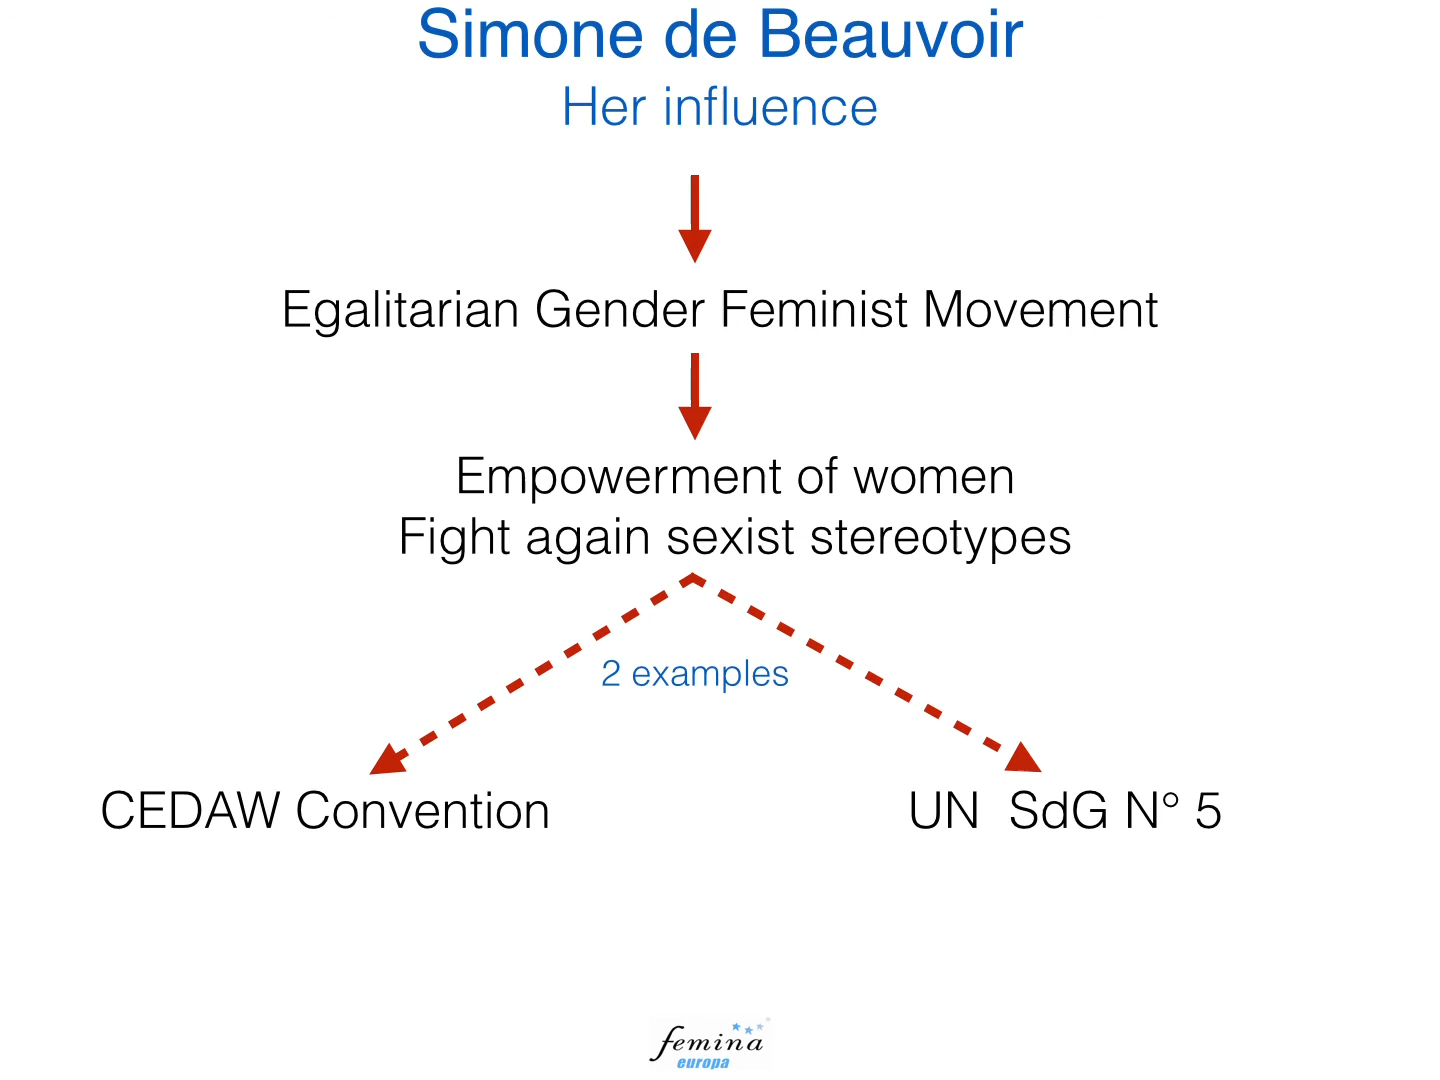 Simone de Beauvoir
Her influence
Egalitarian Gender Feminist Movement
Empowerment of women
Fight again sexist stereotypes
2 examples
CEDAW Convention
UN  SdG N° 5
femina
europa